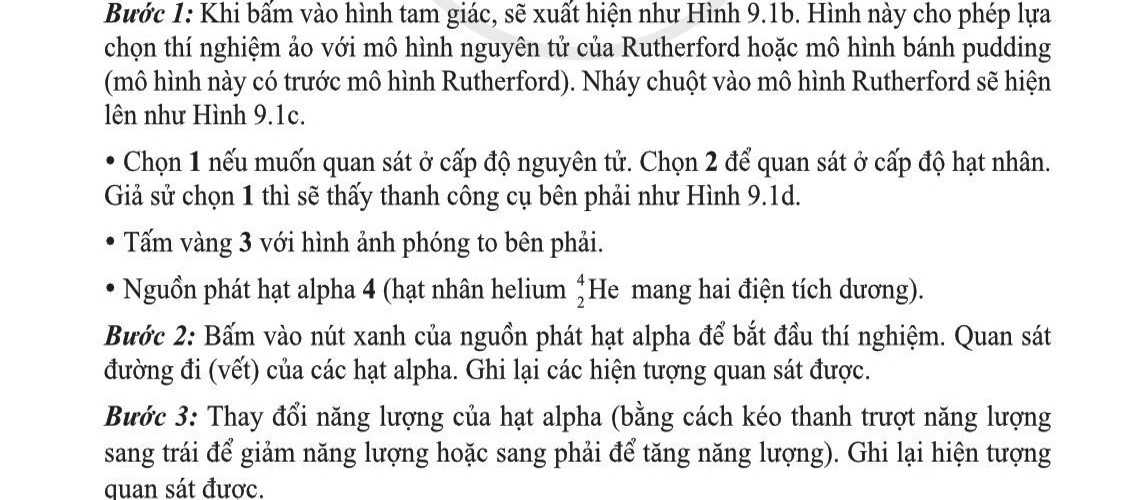 Bước 1: Khi bấm vào hình tam giác, sẽ xuất hiện như Hình 9.1b. Hình này cho phép lựa
chọn thí nghiệm ảo với mô hình nguyên tử của Rutherford hoặc mô hình bánh pudding
(mô hình này có trước mô hình Rutherford). Nháy chuột vào mô hình Rutherford sẽ hiện
lên như Hình 9.1c.
• Chọn 1 nếu muốn quan sát ở cấp độ nguyên tử. Chọn 2 để quan sát ở cấp độ hạt nhân.
Giả sử chọn 1 thì sẽ thấy thanh công cụ bên phải như Hình 9.1d.
• Tấm vàng 3 với hình ảnh phóng to bên phải.
• Nguồn phát hạt alpha 4 (hạt nhân helium ⁴₂He mang hai điện tích dương).
Bước 2: Bấm vào nút xanh của nguồn phát hạt alpha để bắt đầu thí nghiệm. Quan sát
đường đi (vết) của các hạt alpha. Ghi lại các hiện tượng quan sát được.
Bước 3: Thay đổi năng lượng của hạt alpha (bằng cách kéo thanh trượt năng lượng
sang trái để giảm năng lượng hoặc sang phải để tăng năng lượng). Ghi lại hiện tượng
quan sát được.